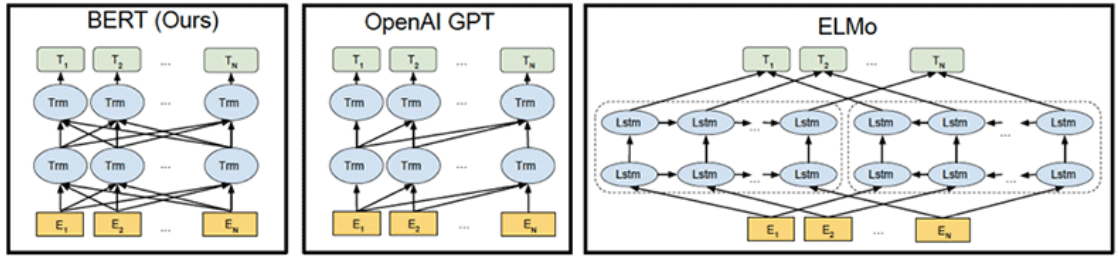 BERT (Ours)
T1 T2 ... TN
Trm Trm ... Trm
Trm Trm ... Trm
E1 E2 ... EN
OpenAI GPT
T1 T2 ... TN
Trm Trm ... Trm
Trm Trm ... Trm
E1 E2 ... EN
ELMo
T1 T2 ... TN
Lstm Lstm ... Lstm Lstm Lstm ... Lstm
Lstm Lstm ... Lstm Lstm Lstm ... Lstm
E1 E2 ... EN